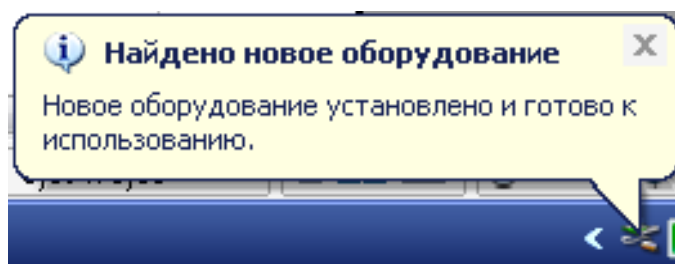 Найдено новое оборудование
Новое оборудование установлено и готово к
использованию.